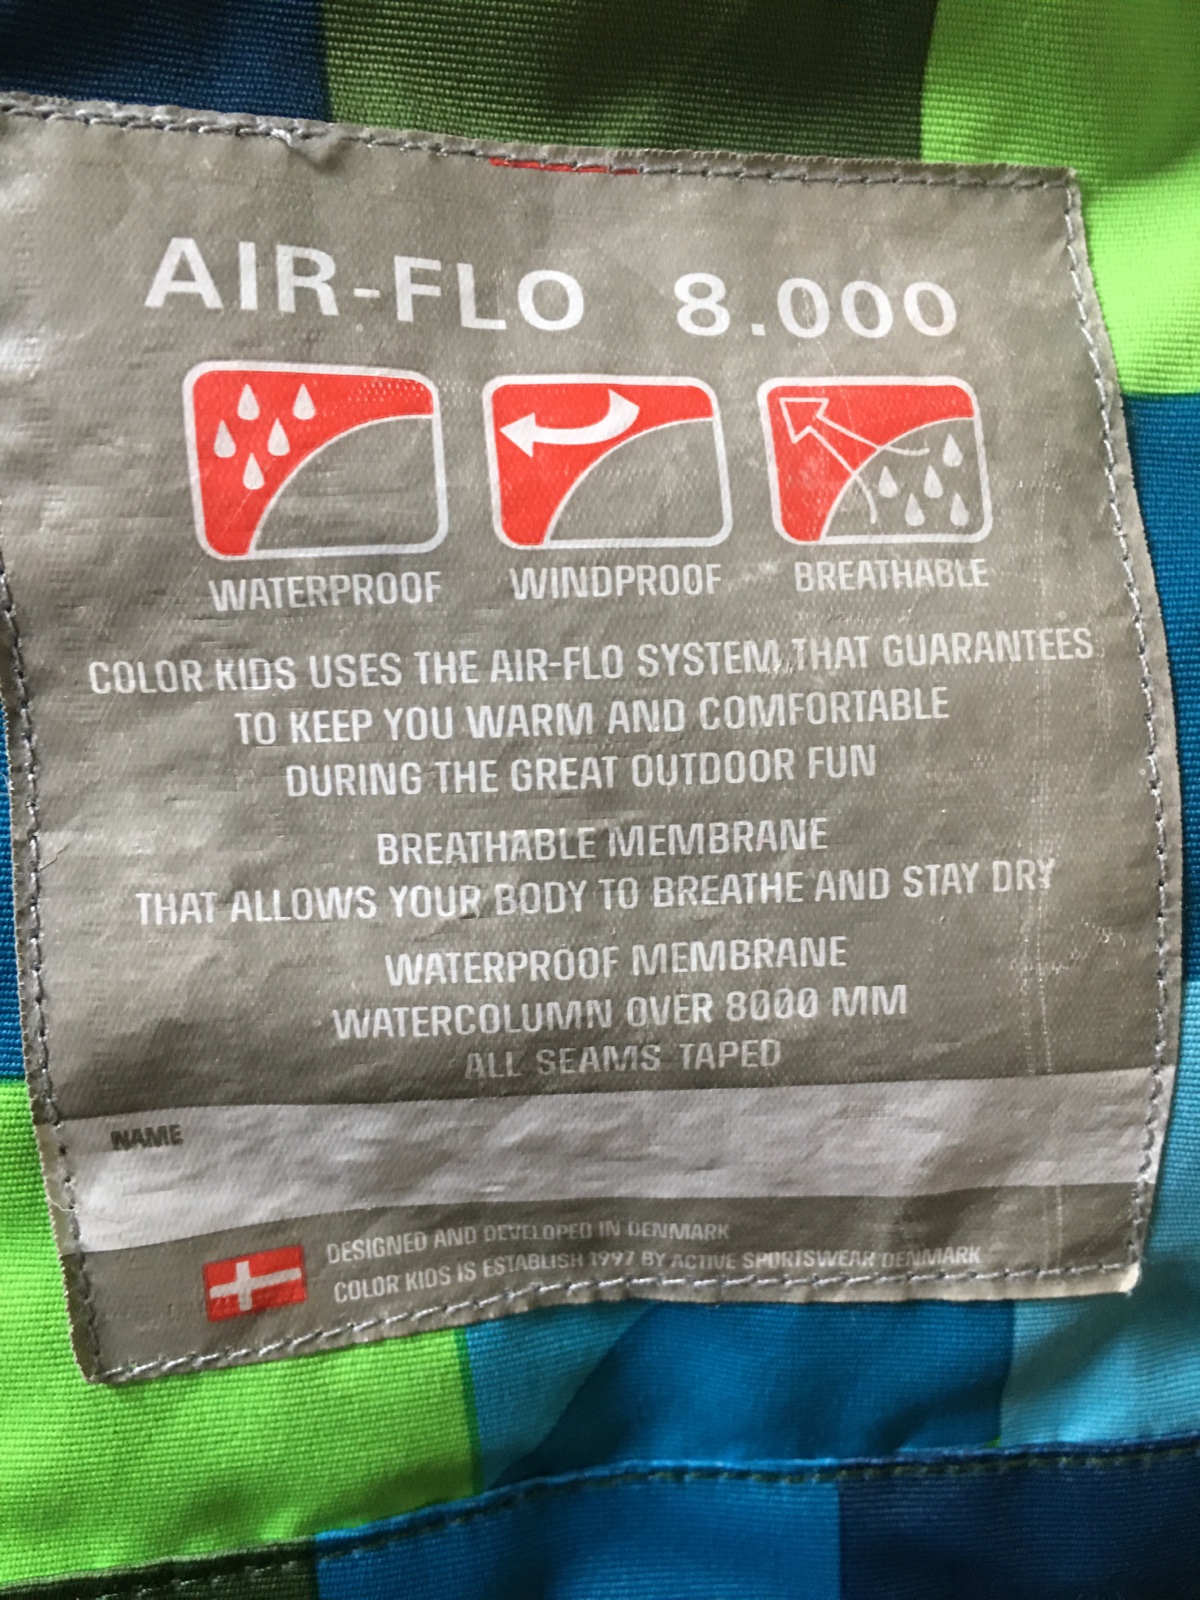 AIR-FLO 8.000
WATERPROOF WINDPROOF BREATHABLE
COLOR KIDS USES THE AIR-FLO SYSTEM, THAT GUARANTEES
TO KEEP YOU WARM AND COMFORTABLE
DURING THE GREAT OUTDOOR FUN
BREATHABLE MEMBRANE
THAT ALLOWS YOUR BODY TO BREATHE AND STAY DRY
WATERPROOF MEMBRANE
WATERCOLUMN OVER 8000 MM
ALL SEAMS TAPED
NAME
DESIGNED AND DEVELOPED IN DENMARK
COLOR KIDS IS ESTABLISH 1997 BY ACTIVE SPORTSWEAR DENMARK